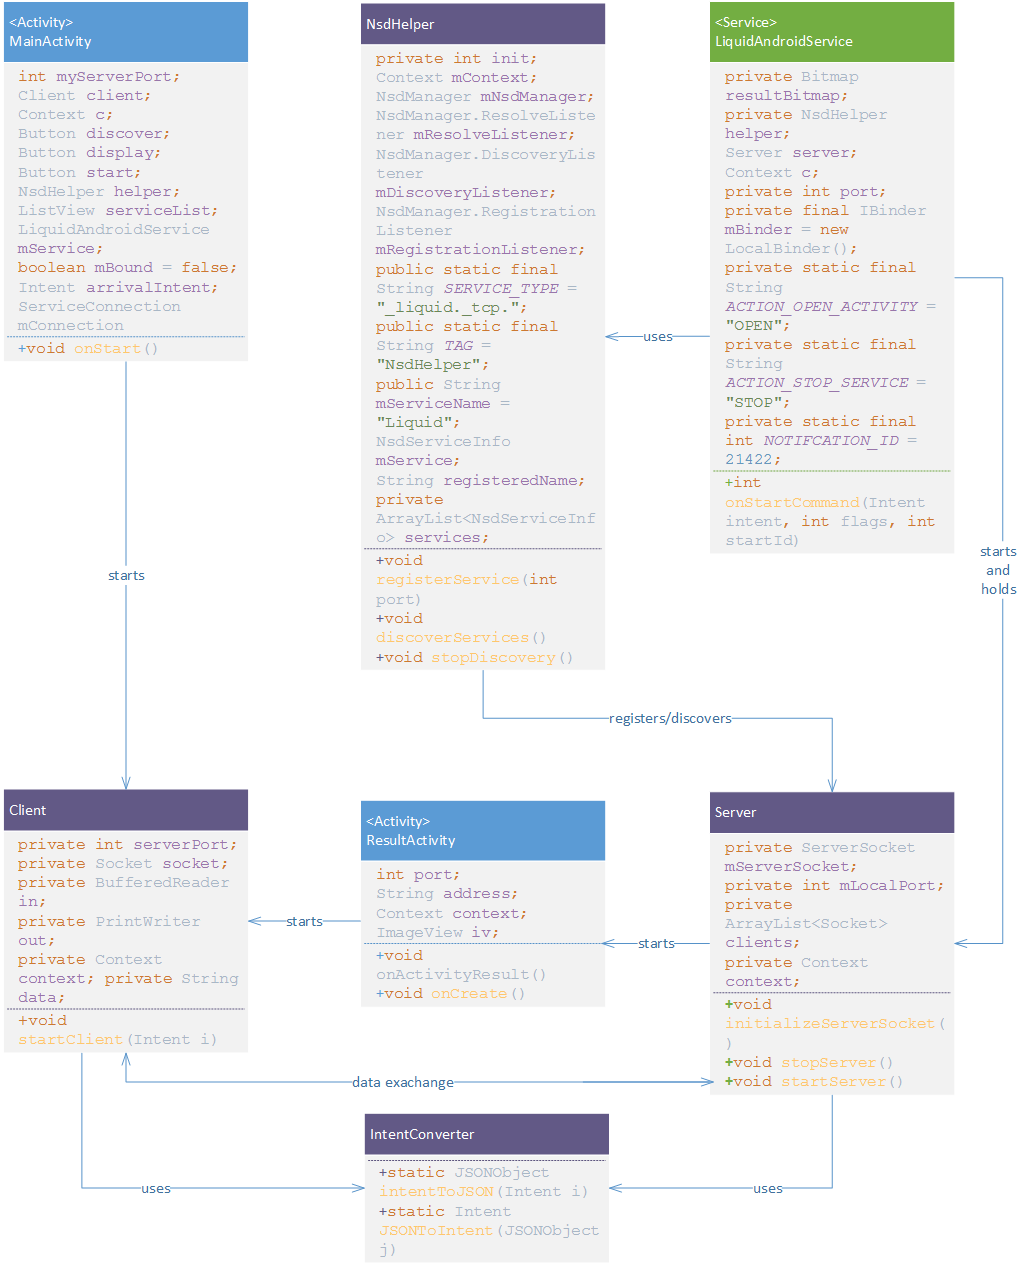 <Activity>
MainActivity
int myServerPort;
Client client;
Context c;
Button discover;
Button display;
Button start;
NsdHelper helper;
ListView serviceList;
LiquidAndroidService
mService;
boolean mBound = false;
Intent arrivalIntent;
ServiceConnection
mConnection
+void onStart()
NsdHelper
private int init;
Context mContext;
NsdManager mNsdManager;
NsdManager.ResolveListe
ner mResolveListener;
NsdManager.DiscoveryLis
tener
mDiscoveryListener;
NsdManager.Registration
Listener
mRegistrationListener;
public static final
String SERVICE_TYPE =
"_liquid._tcp.";
public static final
String TAG =
"NsdHelper";
public String
mServiceName =
"Liquid";
NsdServiceInfo
mService;
String registeredName;
private
ArrayList<NsdServiceInf
o> services;
+void
registerService(int
port)
+void
discoverServices()
+void stopDiscovery()
<Service>
LiquidAndroidService
private Bitmap
resultBitmap;
private NsdHelper
helper;
Server server;
Context c;
private int port;
private final IBinder
mBinder = new
LocalBinder();
private static final
String
ACTION_OPEN_ACTIVITY =
"OPEN";
private static final
String
ACTION_STOP_SERVICE =
"STOP";
private static final
int NOTIFCATION_ID =
21422;
+int
onStartCommand(Intent
intent, int flags, int
startId)
uses
starts
starts
and
holds
registers/discovers
Client
private int serverPort;
private Socket socket;
private BufferedReader
in;
private PrintWriter
out;
private Context
context; private String
data;
+void
startClient(Intent i)
starts
<Activity>
ResultActivity
int port;
String address;
Context context;
ImageView iv;
+void
onActivityResult()
+void onCreate()
starts
Server
private ServerSocket
mServerSocket;
private int mLocalPort;
private
ArrayList<Socket>
clients;
private Context
context;
+void
initializeServerSocket(
)
+void stopServer()
+void startServer()
data exachange
IntentConverter
+static JSONObject
intentToJSON(Intent i)
+static Intent
JSONToIntent(JSONObject
j)
uses
uses